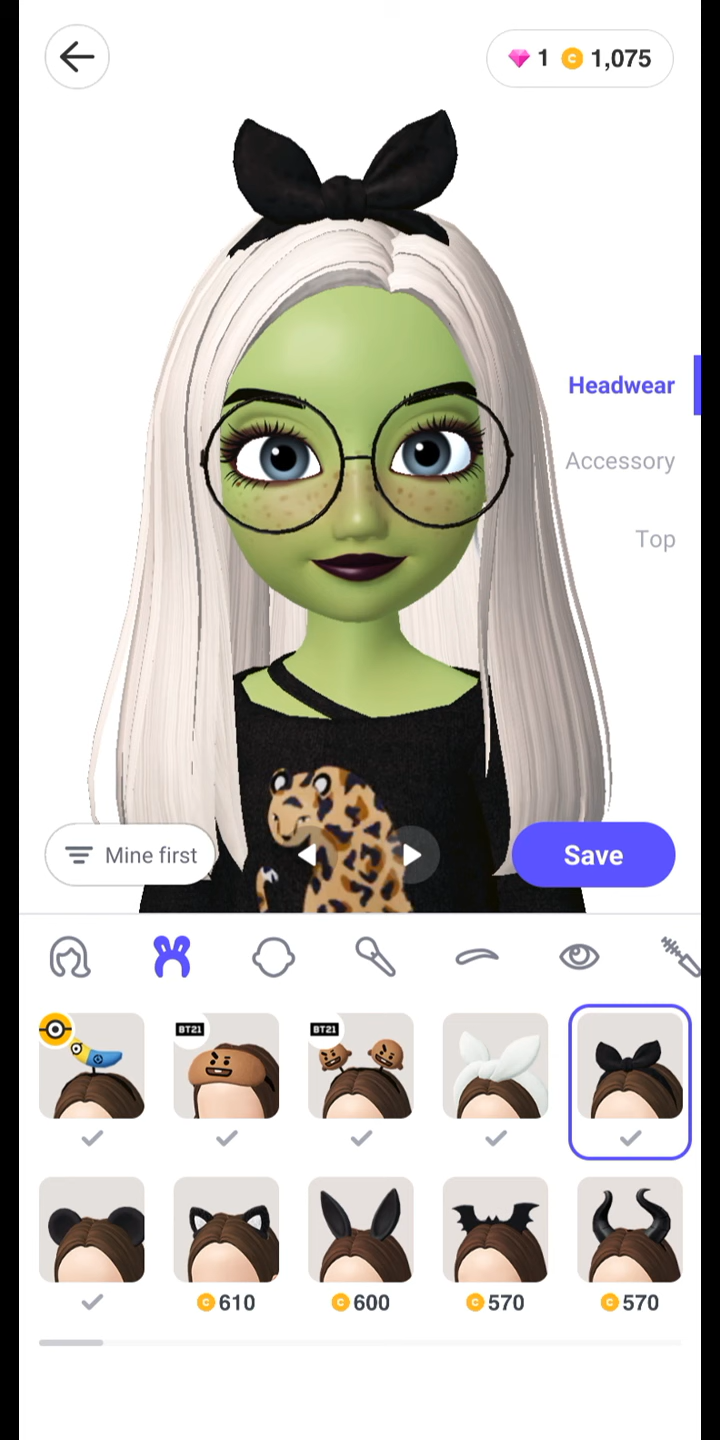 1 1,075
Headwear
Accessory
Top
Mine first
Save
BT21 BT21
610 600 570 570